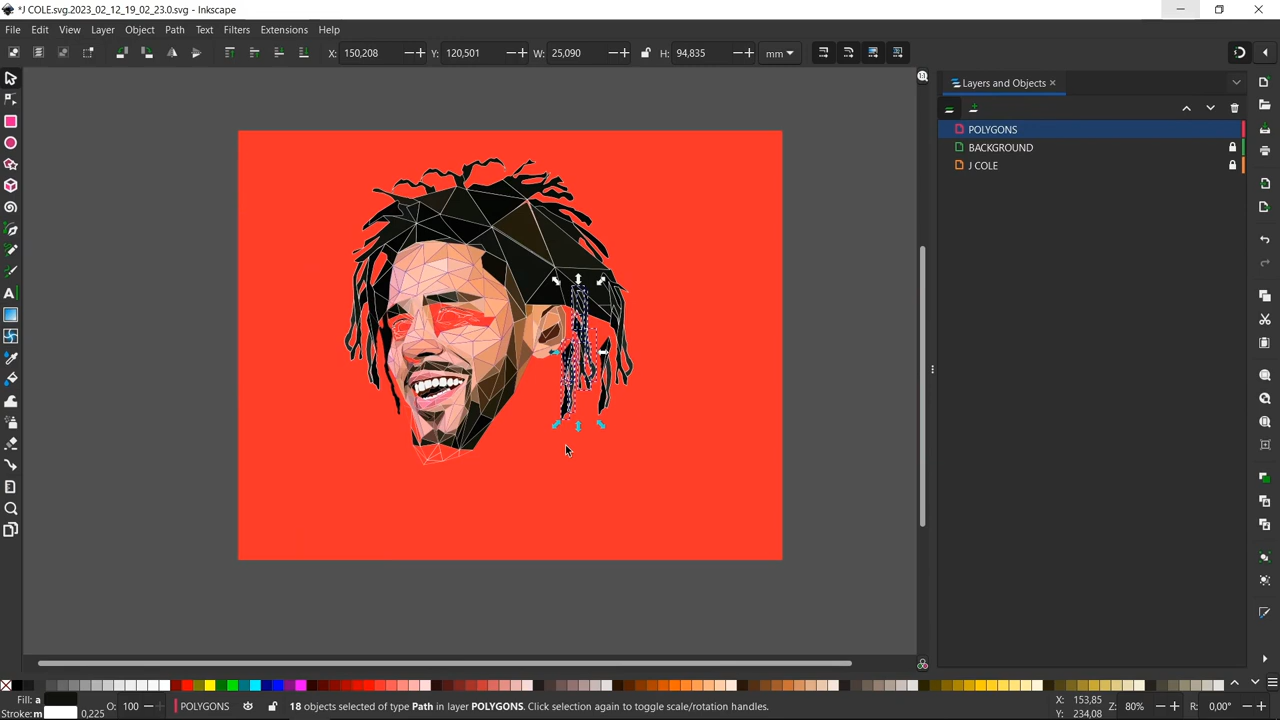 *J COLE.svg.2023_02_12_19_02_23.0.svg - Inkscape
File Edit View Layer Object Path Text Filters Extensions Help
X: 150,208 Y: 120,501 W: 25,090 H: 94,835 mm
Layers and Objects
POLYGONS
BACKGROUND
J COLE
Fill: a O: 100 POLYGONS 18 objects selected of type Path in layer POLYGONS. Click selection again to toggle scale/rotation handles. X: 153,85 Z: 80% R: 0,00°
Stroke: m 0,225 Y: 234,08